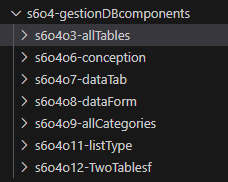 s6o4-gestionDBcomponents
s6o4o3-allTables
s6o4o6-conception
s6o4o7-dataTab
s6o4o8-dataForm
s6o4o9-allCategories
s6o4o11-listType
s6o4o12-TwoTablesf